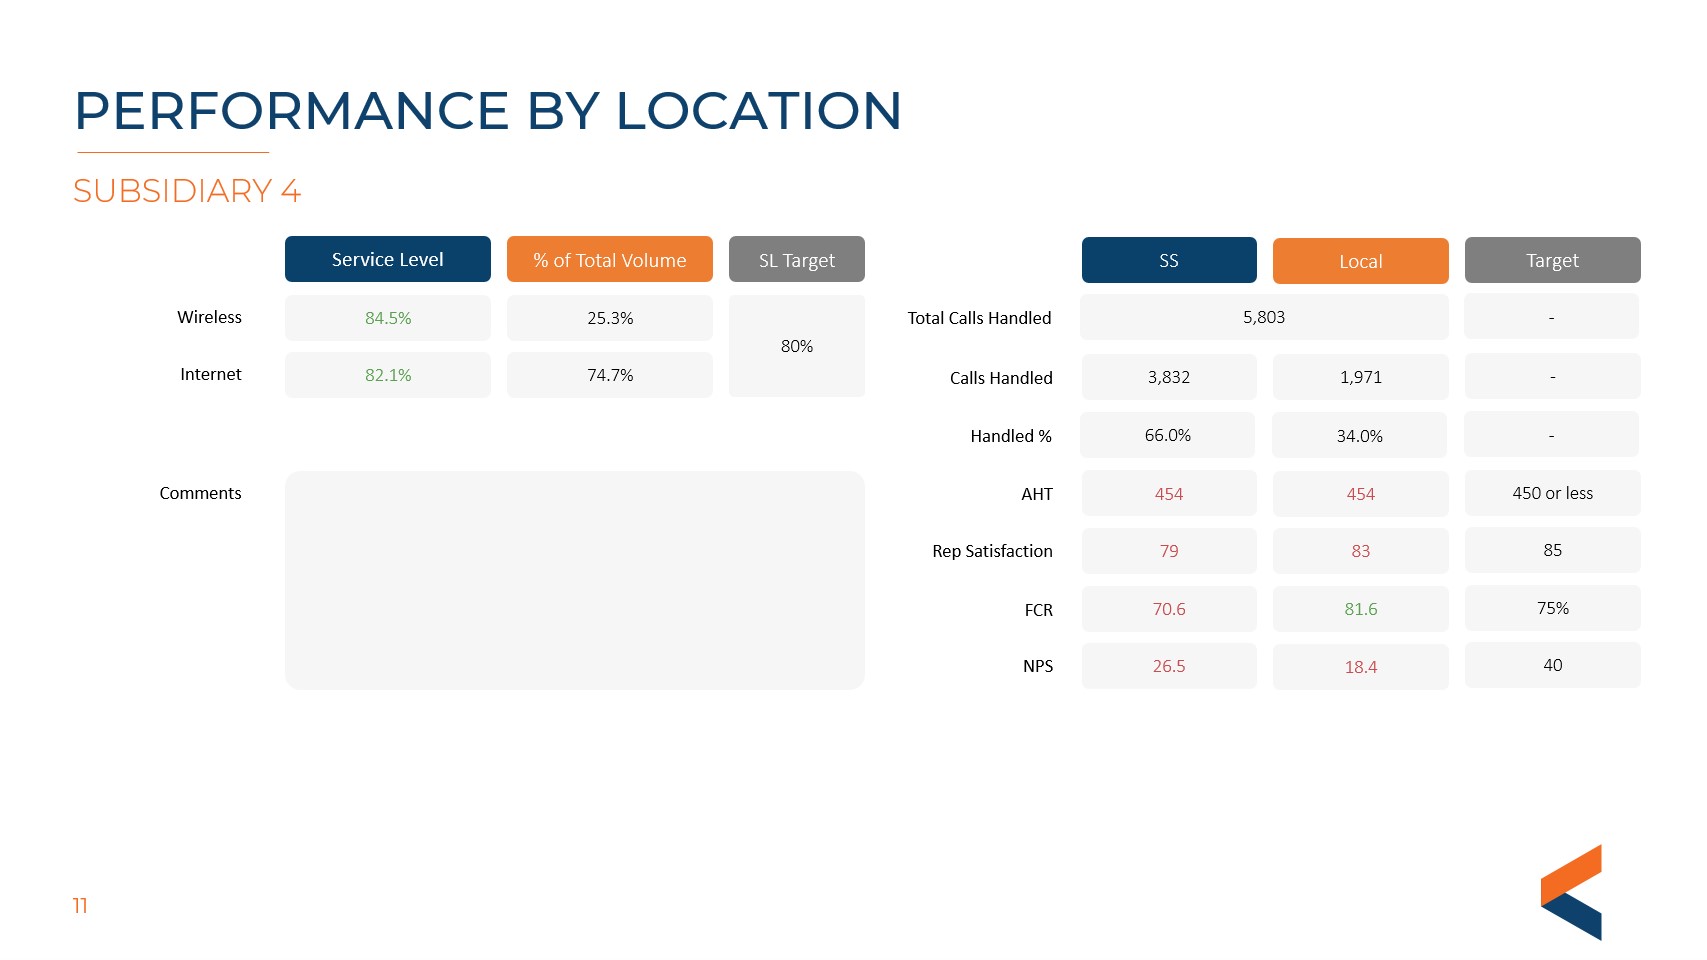 PERFORMANCE BY LOCATION
SUBSIDIARY 4
Service Level % of Total Volume SL Target
Wireless 84.5% 25.3%
80%
Internet 82.1% 74.7%
Comments
SS Local Target
Total Calls Handled 5,803 -
Calls Handled 3,832 1,971 -
Handled % 66.0% 34.0% -
AHT 454 454 450 or less
Rep Satisfaction 79 83 85
FCR 70.6 81.6 75%
NPS 26.5 18.4 40
11